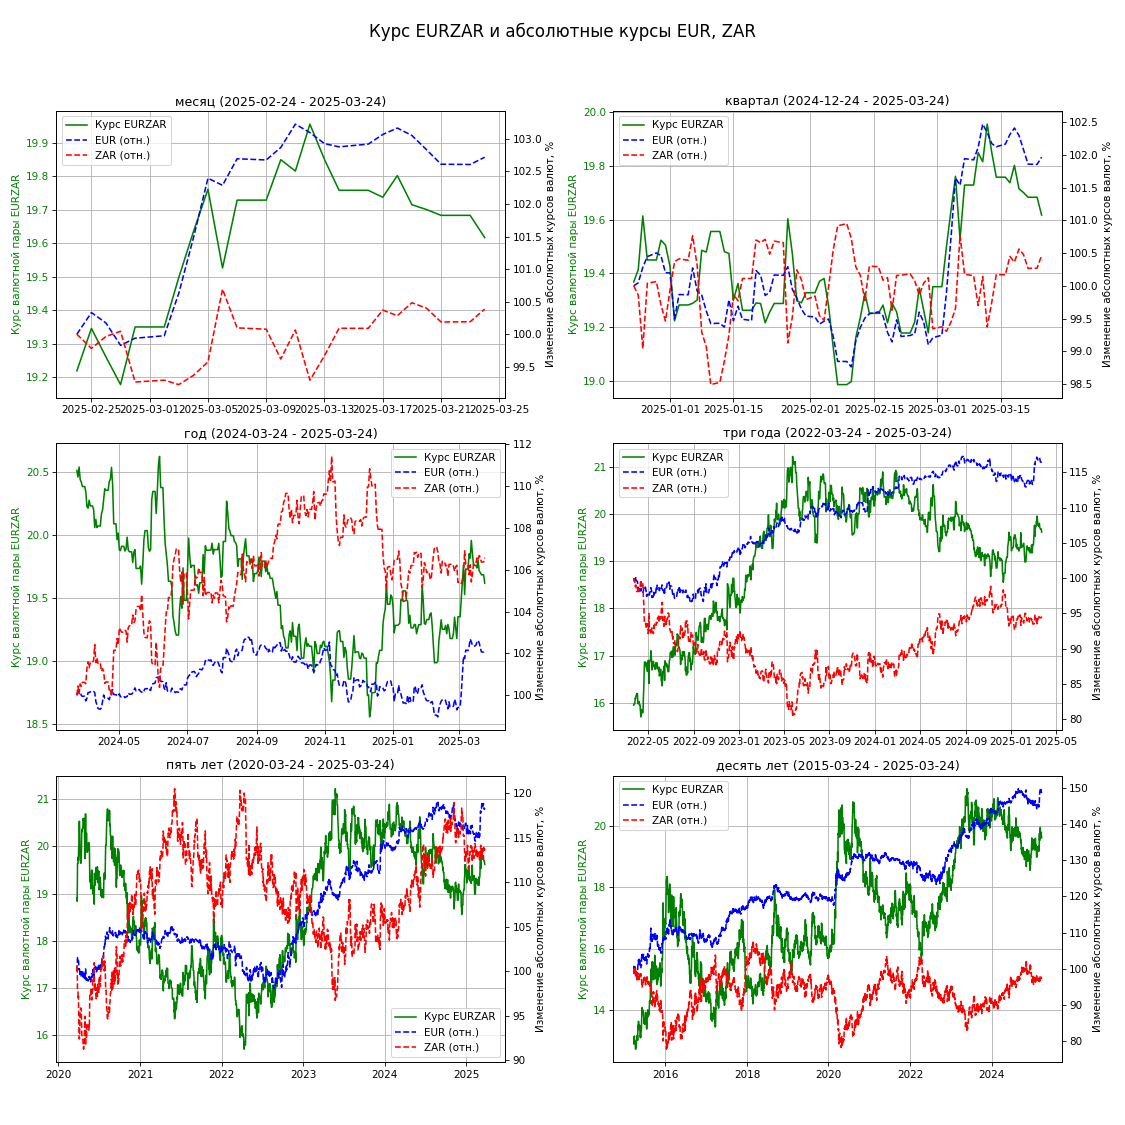 Курс EURZAR и абсолютные курсы EUR, ZAR
месяц (2025-02-24 - 2025-03-24)
Курс EURZAR
EUR (отн.)
ZAR (отн.)
Курс валютной пары EURZAR
19.9
19.8
19.7
19.6
19.5
19.4
19.3
19.2
103.0
102.5
102.0
101.5
101.0
100.5
100.0
99.5
Изменение абсолютных курсов валют, %
2025-02-25 2025-03-01 2025-03-05 2025-03-09 2025-03-13 2025-03-17 2025-03-21 2025-03-25
квартал (2024-12-24 - 2025-03-24)
Курс EURZAR
EUR (отн.)
ZAR (отн.)
Курс валютной пары EURZAR
20.0
19.8
19.6
19.4
19.2
19.0
102.5
102.0
101.5
101.0
100.5
100.0
99.5
99.0
98.5
Изменение абсолютных курсов валют, %
2025-01-01 2025-01-15 2025-02-01 2025-02-15 2025-03-01 2025-03-15
год (2024-03-24 - 2025-03-24)
Курс EURZAR
EUR (отн.)
ZAR (отн.)
Курс валютной пары EURZAR
20.5
20.0
19.5
19.0
18.5
112
110
108
106
104
102
100
Изменение абсолютных курсов валют, %
2024-05 2024-07 2024-09 2024-11 2025-01 2025-03
три года (2022-03-24 - 2025-03-24)
Курс EURZAR
EUR (отн.)
ZAR (отн.)
Курс валютной пары EURZAR
21
20
19
18
17
16
115
110
105
100
95
90
85
80
Изменение абсолютных курсов валют, %
2022-05 2022-09 2023-01 2023-05 2023-09 2024-01 2024-05 2024-09 2025-01 2025-05
пять лет (2020-03-24 - 2025-03-24)
Курс EURZAR
EUR (отн.)
ZAR (отн.)
Курс валютной пары EURZAR
21
20
19
18
17
16
120
115
110
105
100
95
90
Изменение абсолютных курсов валют, %
2020 2021 2022 2023 2024 2025
десять лет (2015-03-24 - 2025-03-24)
Курс EURZAR
EUR (отн.)
ZAR (отн.)
Курс валютной пары EURZAR
20
18
16
14
150
140
130
120
110
100
90
80
Изменение абсолютных курсов валют, %
2016 2018 2020 2022 2024